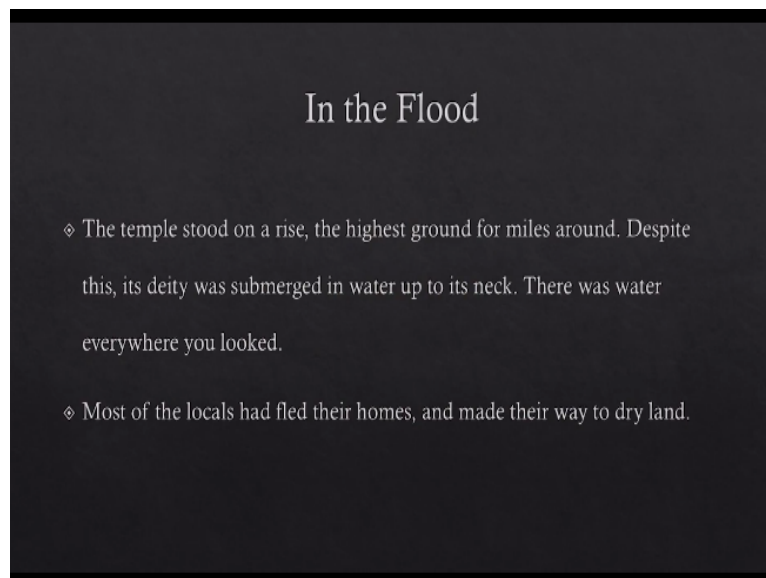 In the Flood
The temple stood on a rise, the highest ground for miles around. Despite
this, its deity was submerged in water up to its neck. There was water
everywhere you looked.
Most of the locals had fled their homes, and made their way to dry land.